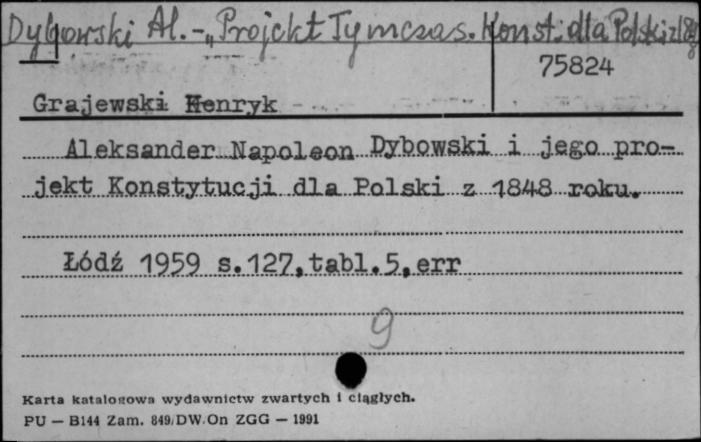 Dybowski Al. - „Projekt Tymczas. Konst. dla Polski z 18
75824
Grajewski Henryk
Aleksander Napoleon Dybowski i jego pro-
jekt Konstytucji dla Polski z 1848 roku.
Łódź 1959 s.127,tabl.5,err
9
Karta katalogowa wydawnictw zwartych i ciągłych.
PU — B144 Zam. 849/DW.On ZGG — 1991